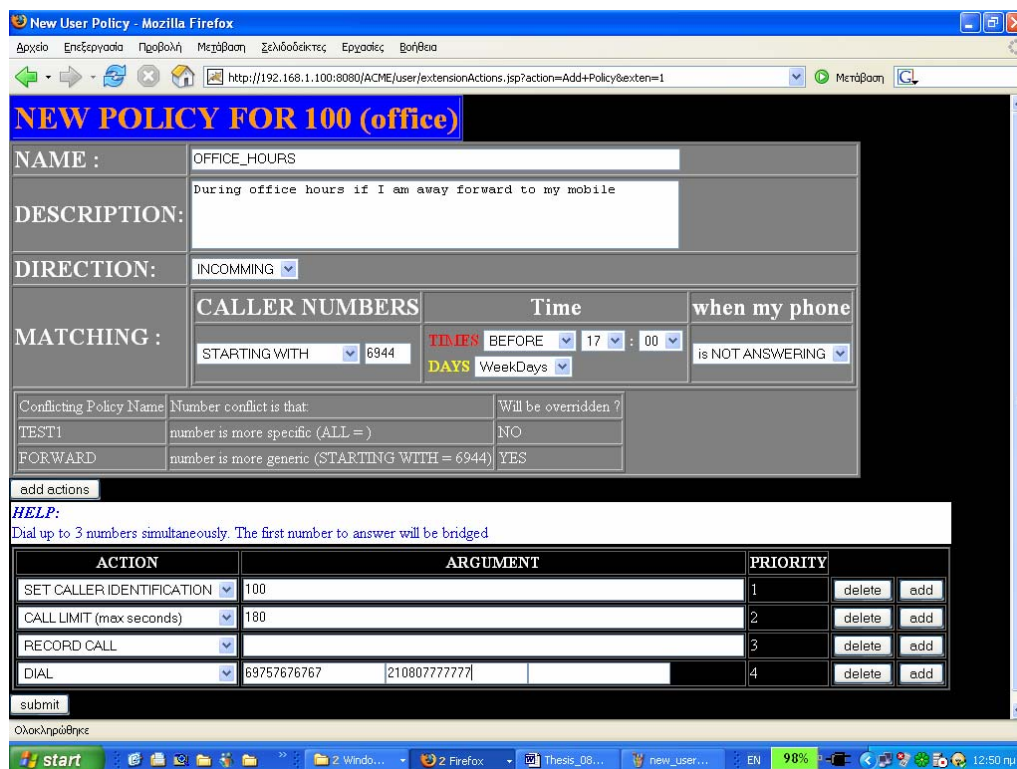 New User Policy - Mozilla Firefox
Αρχείο Επεξεργασία Προβολή Μετάβαση Σελιδοδείκτες Εργασίες Βοήθεια
http://192.168.1.100:8080/ACME/user/extensionActions.jsp?action=Add+Policy&exten=1 Μετάβαση
NEW POLICY FOR 100 (office)
NAME : OFFICE_HOURS
DESCRIPTION: During office hours if I am away forward to my mobile
DIRECTION: INCOMMING
MATCHING :
CALLER NUMBERS Time when my phone
STARTING WITH 6944 TIMES BEFORE 17 : 00 is NOT ANSWERING
DAYS WeekDays
Conflicting Policy Name Number conflict is that: Will be overridden ?
TEST1 number is more specific (ALL = ) NO
FORWARD number is more generic (STARTING WITH = 6944) YES
add actions
HELP:
Dial up to 3 numbers simultaneously. The first number to answer will be bridged
ACTION ARGUMENT PRIORITY
SET CALLER IDENTIFICATION 100 1 delete add
CALL LIMIT (max seconds) 180 2 delete add
RECORD CALL 3 delete add
DIAL 69757676767 210807777777 4 delete add
submit
Ολοκληρώθηκε
start 2 Windo... 2 Firefox Thesis_08... new_user... EN 98% 12:50 πμ